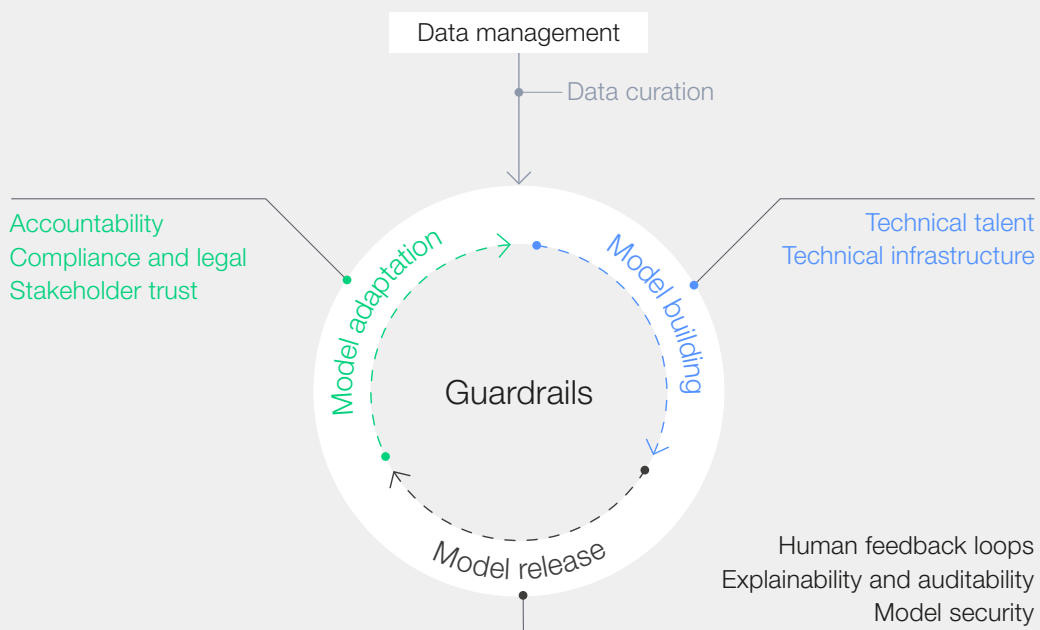 Data management
Data curation
Accountability
Compliance and legal
Stakeholder trust
Technical talent
Technical infrastructure
Model adaptation
Model building
Guardrails
Model release
Human feedback loops
Explainability and auditability
Model security